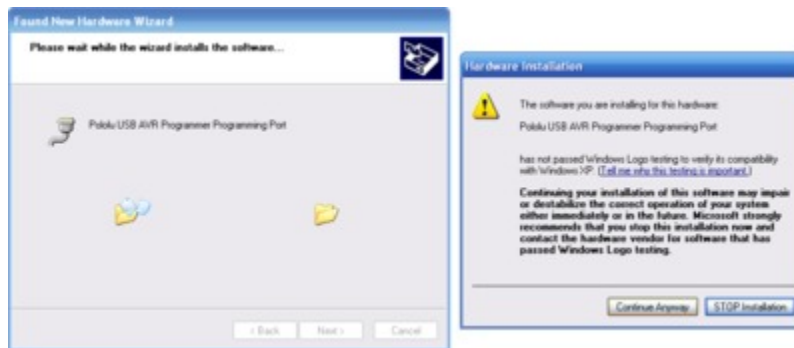 Found New Hardware Wizard
Please wait while the wizard installs the software...
Pololu USB AVR Programmer Programming Port
< Back
Next >
Cancel
Hardware Installation
The software you are installing for this hardware:
Pololu USB AVR Programmer Programming Port
has not passed Windows Logo testing to verify its compatibility
with Windows XP. (Tell me why this testing is important.)
Continuing your installation of this software may impair
or destabilize the correct operation of your system
either immediately or in the future. Microsoft strongly
recommends that you stop this installation now and
contact the hardware vendor for software that has
passed Windows Logo testing.
Continue Anyway
STOP Installation